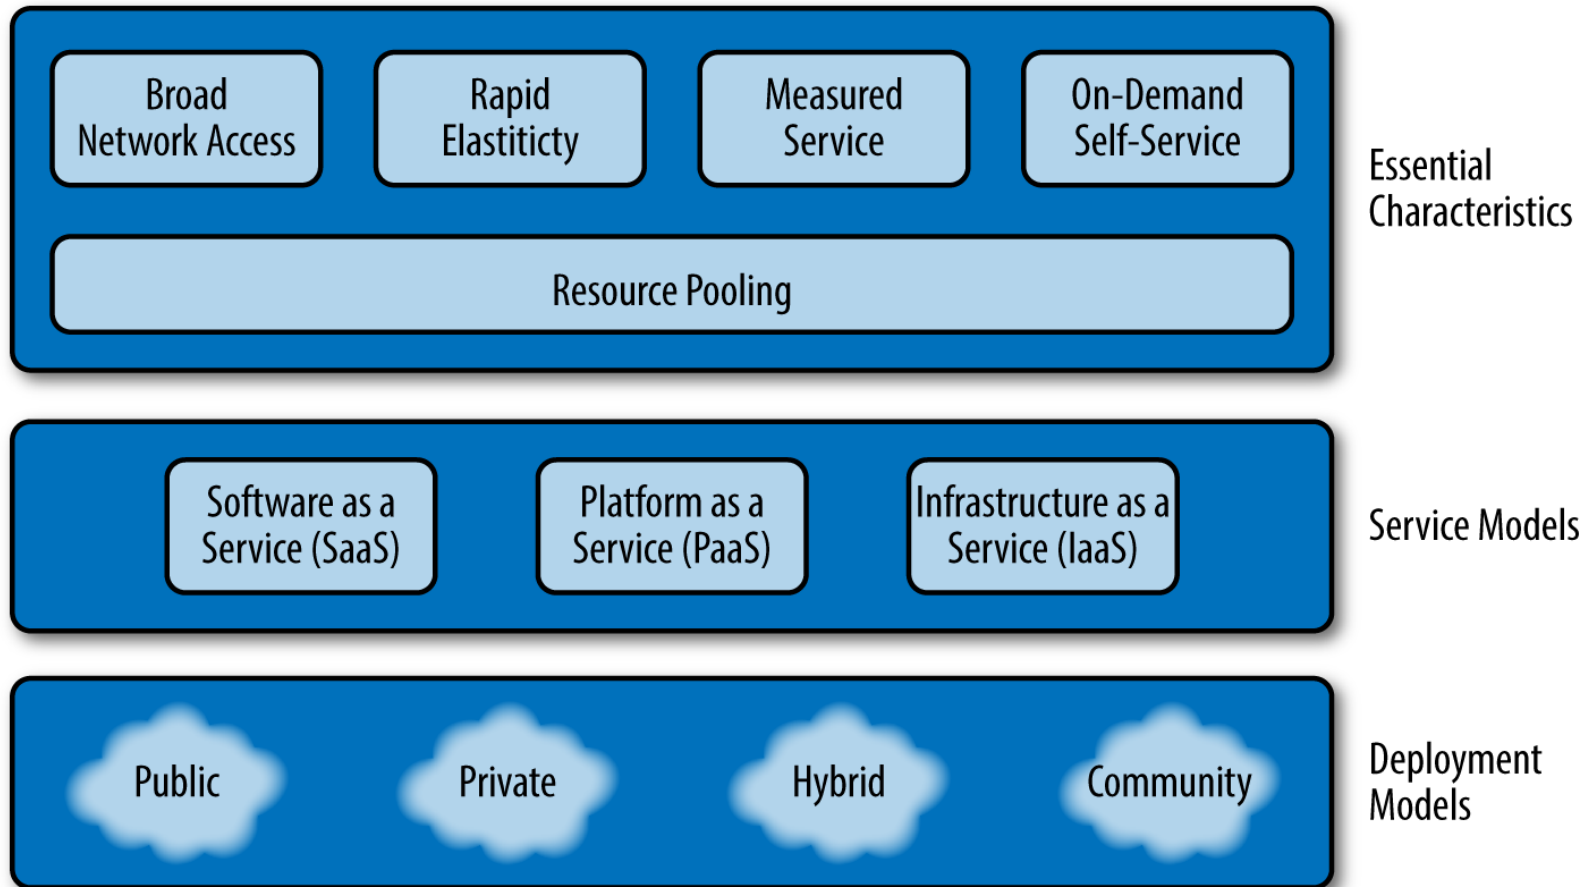 Broad
Network Access
Rapid
Elastiticty
Measured
Service
On-Demand
Self-Service
Resource Pooling
Essential
Characteristics
Software as a
Service (SaaS)
Platform as a
Service (PaaS)
Infrastructure as a
Service (IaaS)
Service Models
Public
Private
Hybrid
Community
Deployment
Models